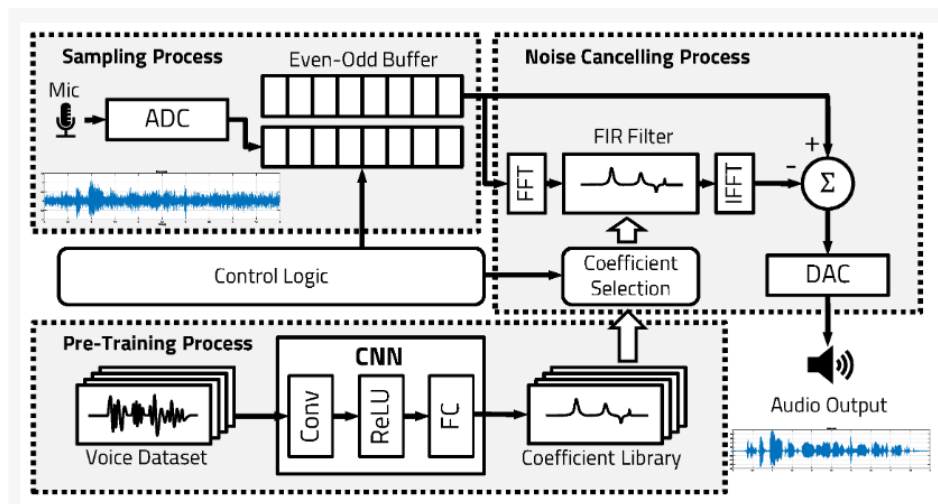 Sampling Process
Even-Odd Buffer
Mic
ADC
Noise Cancelling Process
FIR Filter
FFT
IFFT
+
-
Σ
Control Logic
Coefficient
Selection
DAC
Pre-Training Process
CNN
Conv
ReLU
FC
Voice Dataset
Coefficient Library
Audio Output